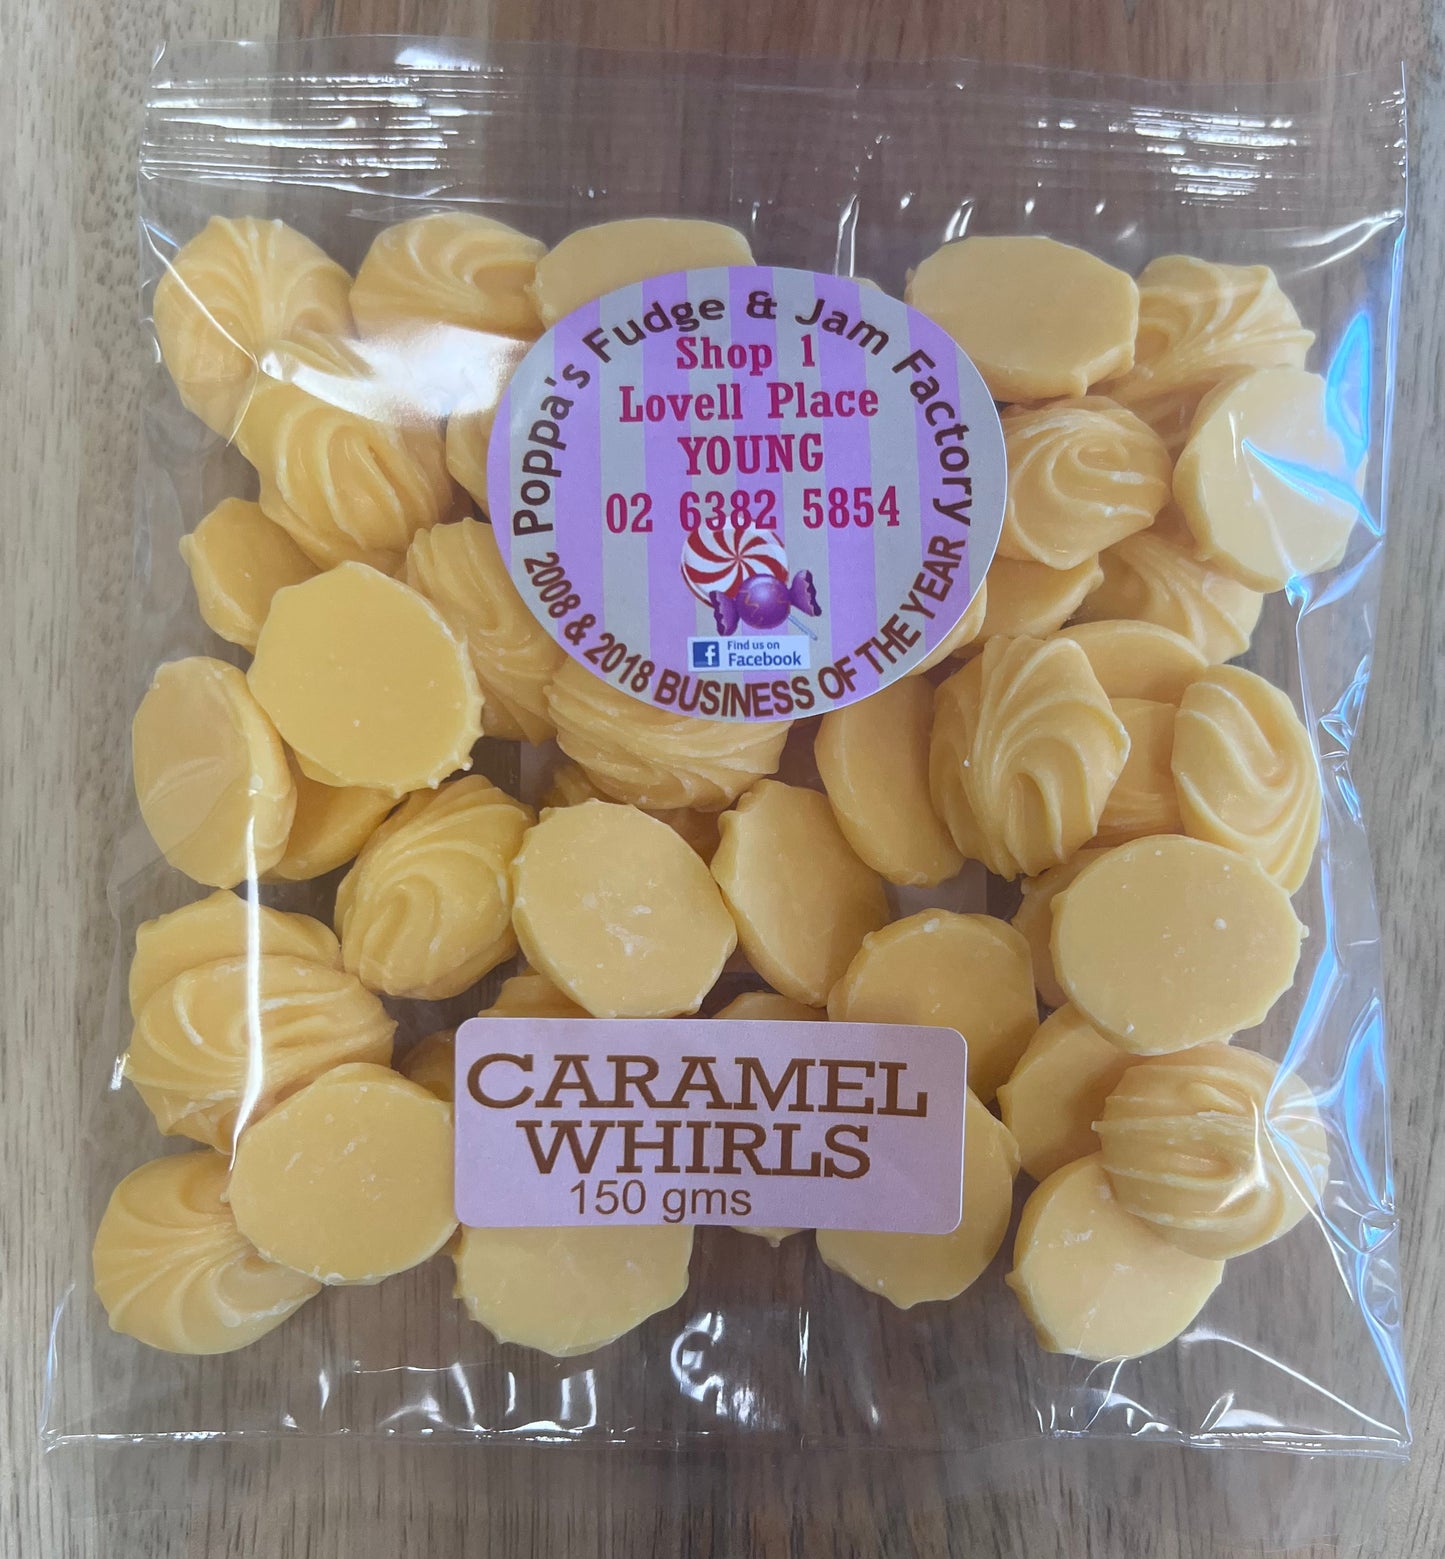 Poppa's Fudge & Jam Factory
Shop 1
Lovell Place
YOUNG
02 6382 5854
Find us on
Facebook
2008 & 2018 BUSINESS OF THE YEAR
CARAMEL
WHIRLS
150 gms